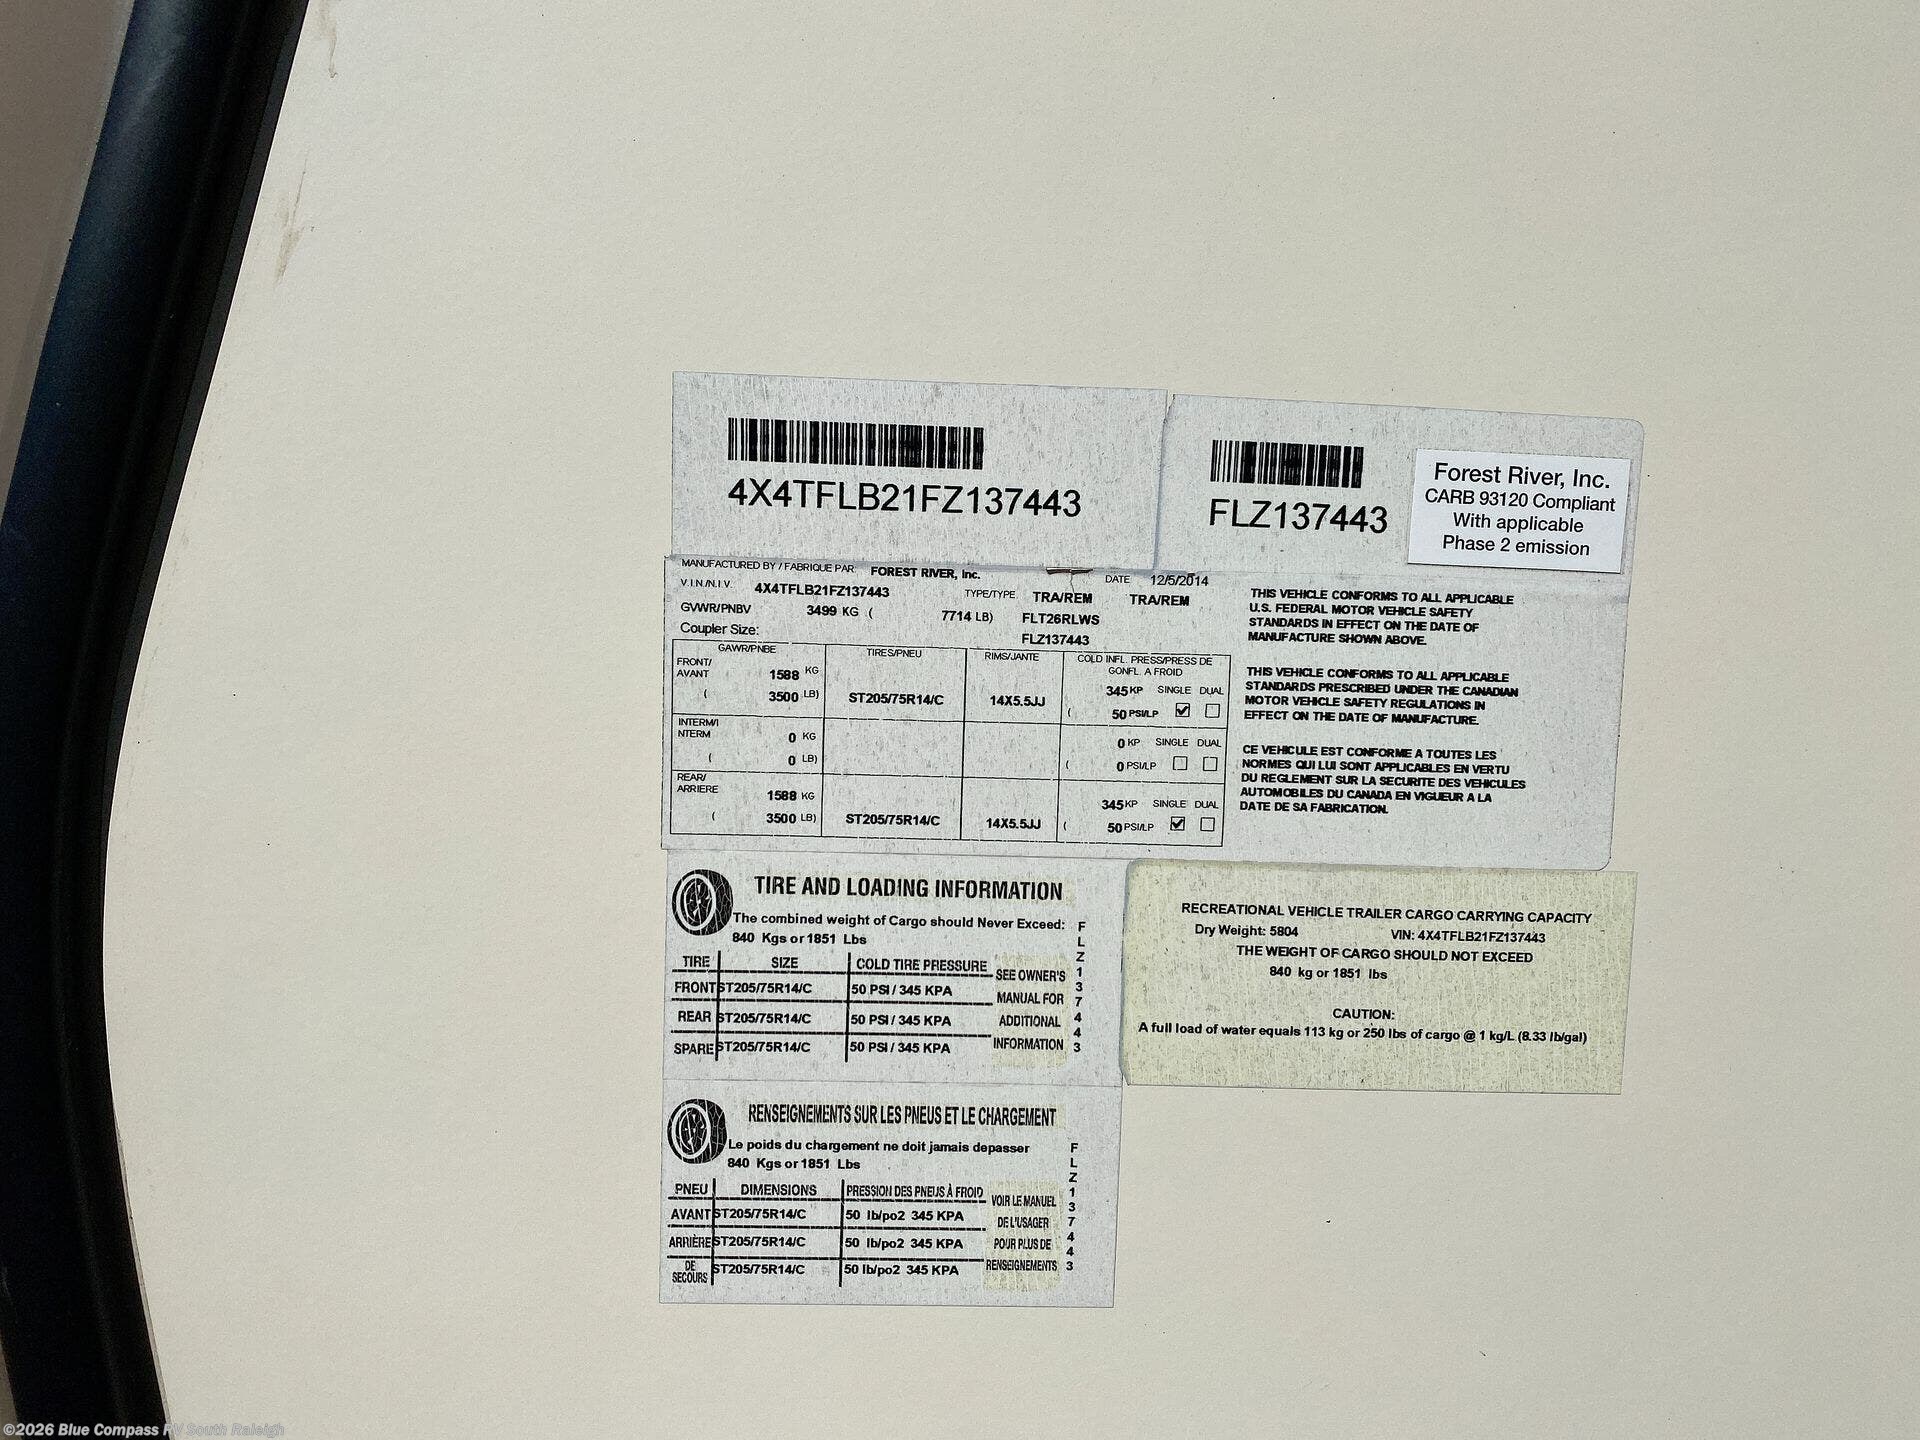 4X4TFLB21FZ137443
FLZ137443
Forest River, Inc.
CARB 93120 Compliant
With applicable
Phase 2 emission
MANUFACTURED BY / FABRIQUE PAR: FOREST RIVER, Inc. DATE 12/5/2014
V.I.N./N.I.V. 4X4TFLB21FZ137443 TYPE/TYPE TRA/REM TRA/REM
GVWR/PNBV 3499 KG ( 7714 LB) FLT26RLWS
Coupler Size: FLZ137443
GAWR/PNBE TIRES/PNEU RIMS/JANTE COLD INFL. PRESS/PRESS DE
GONFL. A FROID
FRONT/
AVANT 1588 KG 345 KP SINGLE DUAL
( 3500 LB) ST205/75R14/C 14X5.5JJ ( 50 PSI/LP
INTERM/I
NTERM 0 KG 0 KP SINGLE DUAL
( 0 LB) ( 0 PSI/LP
REAR/
ARRIERE 1588 KG 345 KP SINGLE DUAL
( 3500 LB) ST205/75R14/C 14X5.5JJ ( 50 PSI/LP
THIS VEHICLE CONFORMS TO ALL APPLICABLE
U.S. FEDERAL MOTOR VEHICLE SAFETY
STANDARDS IN EFFECT ON THE DATE OF
MANUFACTURE SHOWN ABOVE.
THIS VEHICLE CONFORMS TO ALL APPLICABLE
STANDARDS PRESCRIBED UNDER THE CANADIAN
MOTOR VEHICLE SAFETY REGULATIONS IN
EFFECT ON THE DATE OF MANUFACTURE.
CE VEHICULE EST CONFORME A TOUTES LES
NORMES QUI LUI SONT APPLICABLES EN VERTU
DU REGLEMENT SUR LA SECURITE DES VEHICULES
AUTOMOBILES DU CANADA EN VIGUEUR A LA
DATE DE SA FABRICATION.
TIRE AND LOADING INFORMATION
The combined weight of Cargo should Never Exceed:
840 Kgs or 1851 Lbs
TIRE SIZE COLD TIRE PRESSURE
FRONT ST205/75R14/C 50 PSI / 345 KPA
REAR ST205/75R14/C 50 PSI / 345 KPA
SPARE ST205/75R14/C 50 PSI / 345 KPA
SEE OWNER'S
MANUAL FOR
ADDITIONAL
INFORMATION
FLZ137443
RECREATIONAL VEHICLE TRAILER CARGO CARRYING CAPACITY
Dry Weight: 5804 VIN: 4X4TFLB21FZ137443
THE WEIGHT OF CARGO SHOULD NOT EXCEED
840 kg or 1851 lbs
CAUTION:
A full load of water equals 113 kg or 250 lbs of cargo @ 1 kg/L (8.33 lb/gal)
RENSEIGNEMENTS SUR LES PNEUS ET LE CHARGEMENT
Le poids du chargement ne doit jamais depasser
840 Kgs or 1851 Lbs
PNEU DIMENSIONS PRESSION DES PNEUS À FROID
AVANT ST205/75R14/C 50 lb/po2 345 KPA
ARRIÈRE ST205/75R14/C 50 lb/po2 345 KPA
DE
SECOURS ST205/75R14/C 50 lb/po2 345 KPA
VOIR LE MANUEL
DE L'USAGER
POUR PLUS DE
RENSEIGNEMENTS
FLZ137443
©2026 Blue Compass RV South Raleigh